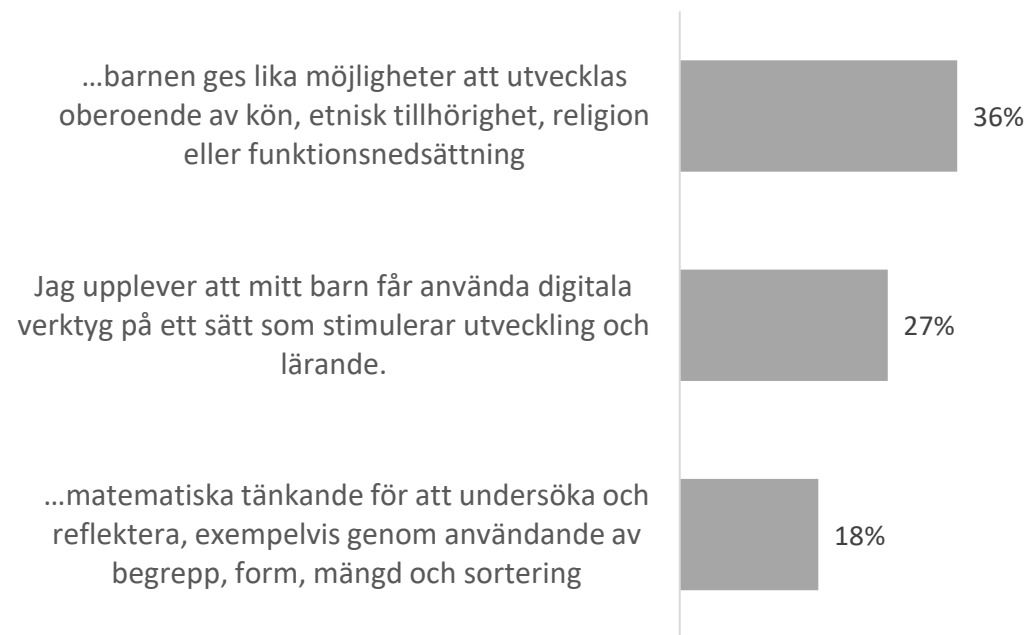 ...barnen ges lika möjligheter att utvecklas
oberoende av kön, etnisk tillhörighet, religion
eller funktionsnedsättning
36%
Jag upplever att mitt barn får använda digitala
verktyg på ett sätt som stimulerar utveckling och
lärande.
27%
...matematiska tänkande för att undersöka och
reflektera, exempelvis genom användande av
begrepp, form, mängd och sortering
18%